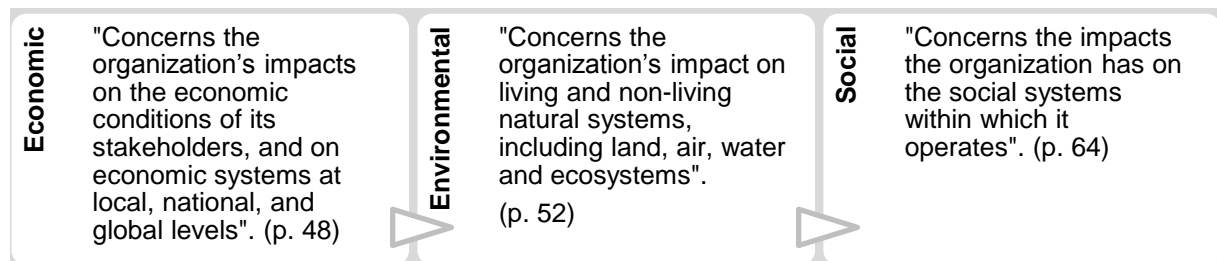 Economic
"Concerns the
organization’s impacts
on the economic
conditions of its
stakeholders, and on
economic systems at
local, national, and
global levels". (p. 48)
Environmental
"Concerns the
organization’s impact on
living and non-living
natural systems,
including land, air, water
and ecosystems".
(p. 52)
Social
"Concerns the impacts
the organization has on
the social systems
within which it
operates". (p. 64)